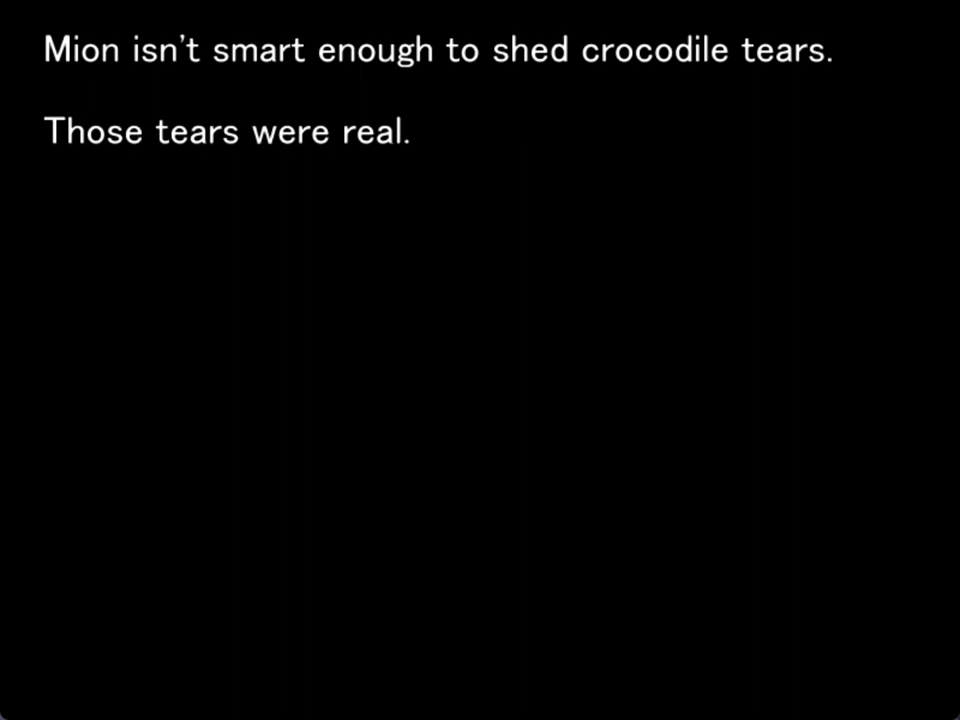 Mion isn't smart enough to shed crocodile tears.
Those tears were real.